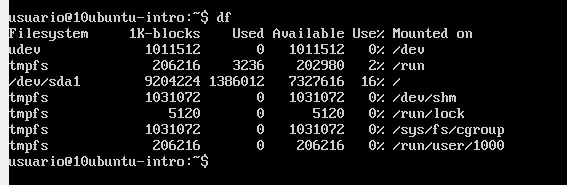 usuario@10ubuntu-intro:~$ df
Filesystem     1K-blocks    Used Available Use% Mounted on
udev             1011512       0   1011512   0% /dev
tmpfs             206216    3236    202980   2% /run
/dev/sda1        9204224 1386012   7327616  16% /
tmpfs            1031072       0   1031072   0% /dev/shm
tmpfs               5120       0      5120   0% /run/lock
tmpfs            1031072       0   1031072   0% /sys/fs/cgroup
tmpfs             206216       0    206216   0% /run/user/1000
usuario@10ubuntu-intro:~$